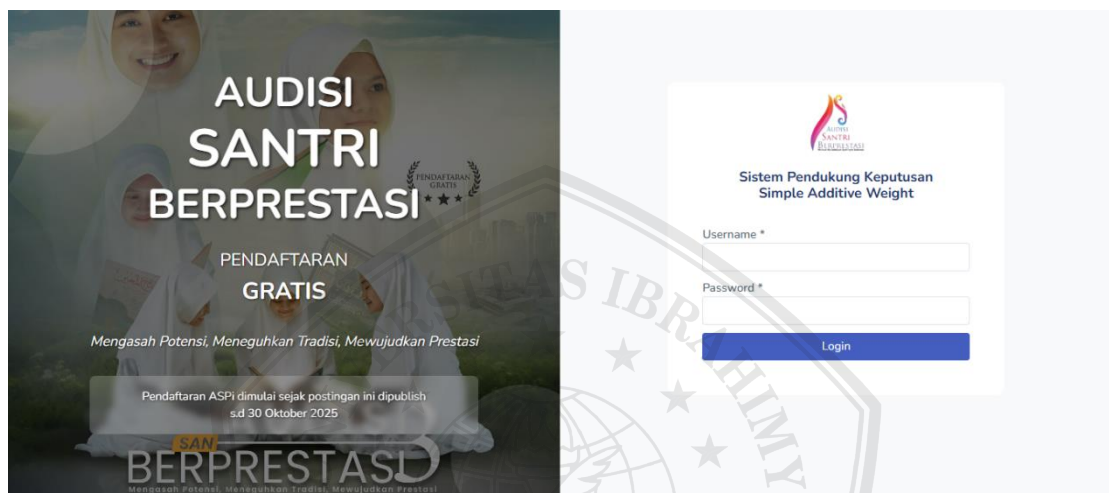 AUDISI
SANTRI
BERPRESTASI
PENDAFTARAN
GRATIS
PENDAFTARAN
GRATIS
Mengasah Potensi, Meneguhkan Tradisi, Mewujudkan Prestasi
Pendaftaran ASPi dimulai sejak postingan ini dipublish
s.d 30 Oktober 2025
SAN
BERPRESTASI
Mengasah Potensi, Meneguhkan Tradisi, Mewujudkan Prestasi
AUDISI
SANTRI
BERPRESTASI
Sistem Pendukung Keputusan
Simple Additive Weight
Username *
Password *
Login
SITAS IBRAHIMY